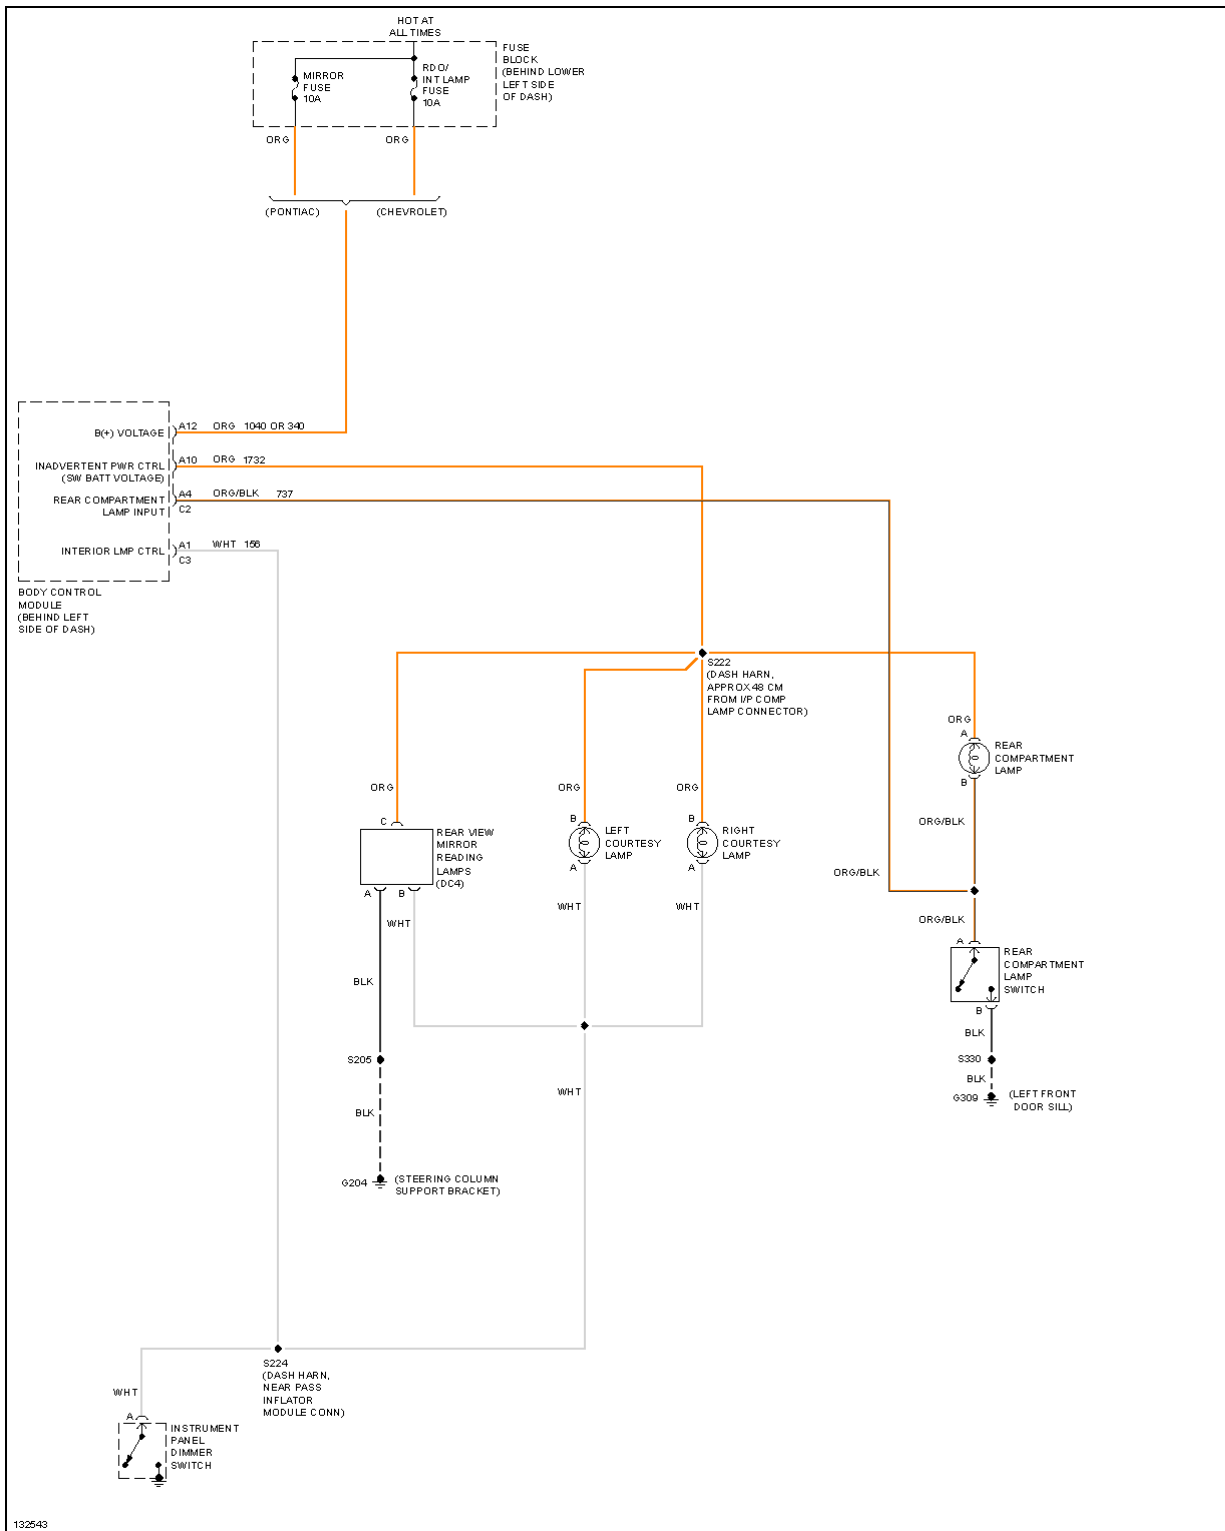 HOT AT
ALL TIMES
FUSE
BLOCK
(BEHIND LOWER
LEFT SIDE
OF DASH)
MIRROR
FUSE
10A
RDO/
INT LAMP
FUSE
10A
ORG
ORG
(PONTIAC)
(CHEVROLET)
B(+) VOLTAGE
A12
ORG
1040 OR 340
INADVERTENT PWR CTRL
(SW BATT VOLTAGE)
A10
ORG
1732
REAR COMPARTMENT
LAMP INPUT
A4
C2
ORG/BLK
737
INTERIOR LMP CTRL
A1
C3
WHT
156
BODY CONTROL
MODULE
(BEHIND LEFT
SIDE OF DASH)
S222
(DASH HARN,
APPROX 48 CM
FROM I/P COMP
LAMP CONNECTOR)
ORG
A
REAR
COMPARTMENT
LAMP
B
ORG
ORG
ORG
C
REAR VIEW
MIRROR
READING
LAMPS
(DC4)
A
B
B
LEFT
COURTESY
LAMP
A
B
RIGHT
COURTESY
LAMP
A
ORG/BLK
ORG/BLK
ORG/BLK
WHT
WHT
WHT
A
REAR
COMPARTMENT
LAMP
SWITCH
B
BLK
BLK
S205
S330
BLK
G309
(LEFT FRONT
DOOR SILL)
WHT
BLK
G204
(STEERING COLUMN
SUPPORT BRACKET)
S224
(DASH HARN,
NEAR PASS
INFLATOR
MODULE CONN)
WHT
A
INSTRUMENT
PANEL
DIMMER
SWITCH
132543